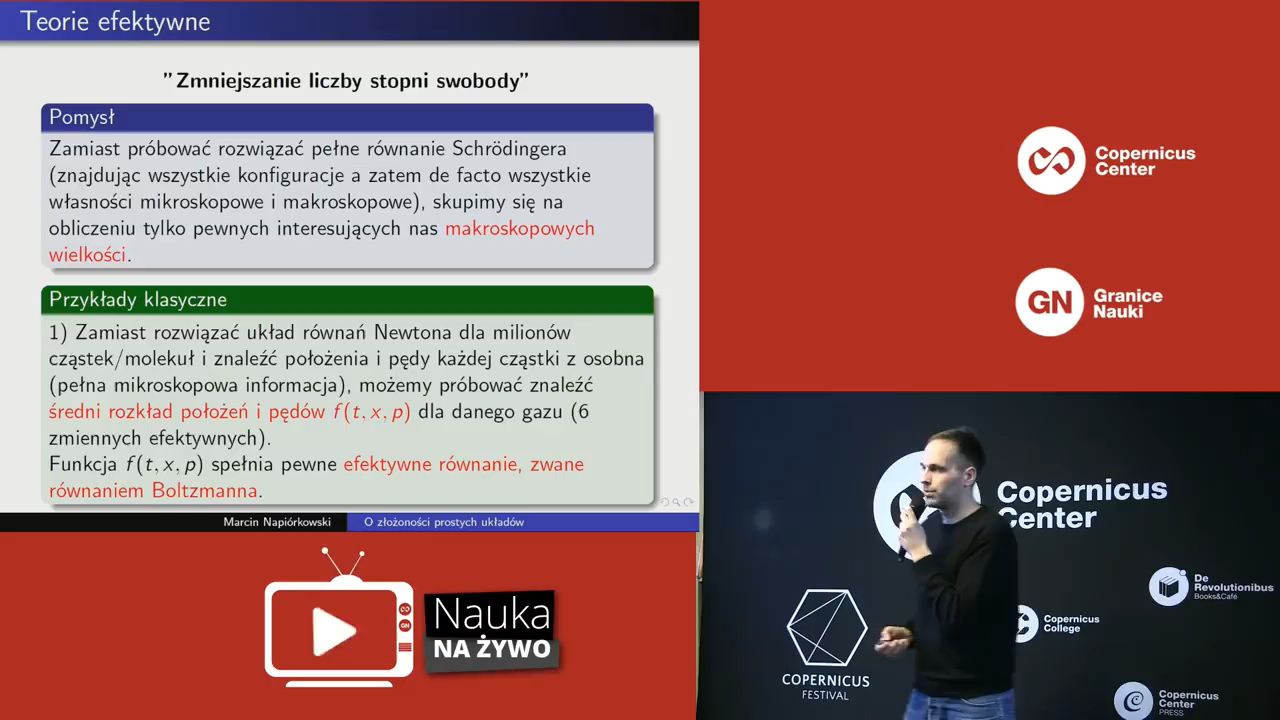 Teorie efektywne
"Zmniejszanie liczby stopni swobody"
Pomysł
Zamiast próbować rozwiązać pełne równanie Schrödingera
(znajdując wszystkie konfiguracje a zatem de facto wszystkie
własności mikroskopowe i makroskopowe), skupimy się na
obliczeniu tylko pewnych interesujących nas makroskopowych
wielkości.
Przykłady klasyczne
1) Zamiast rozwiązać układ równań Newtona dla milionów
cząstek/molekuł i znaleźć położenia i pędy każdej cząstki z osobna
(pełna mikroskopowa informacja), możemy próbować znaleźć
średni rozkład położeń i pędów f(t, x, p) dla danego gazu (6
zmiennych efektywnych).
Funkcja f(t, x, p) spełnia pewne efektywne równanie, zwane
równaniem Boltzmanna.
Marcin Napiórkowski
O złożoności prostych układów
Nauka
NA ŻYWO
Copernicus
Center
GN
Granice
Nauki
Copernicus
Center
De
Revolutionibus
Books&Café
Copernicus
College
COPERNICUS
FESTIVAL
Copernicus
Center
PRESS